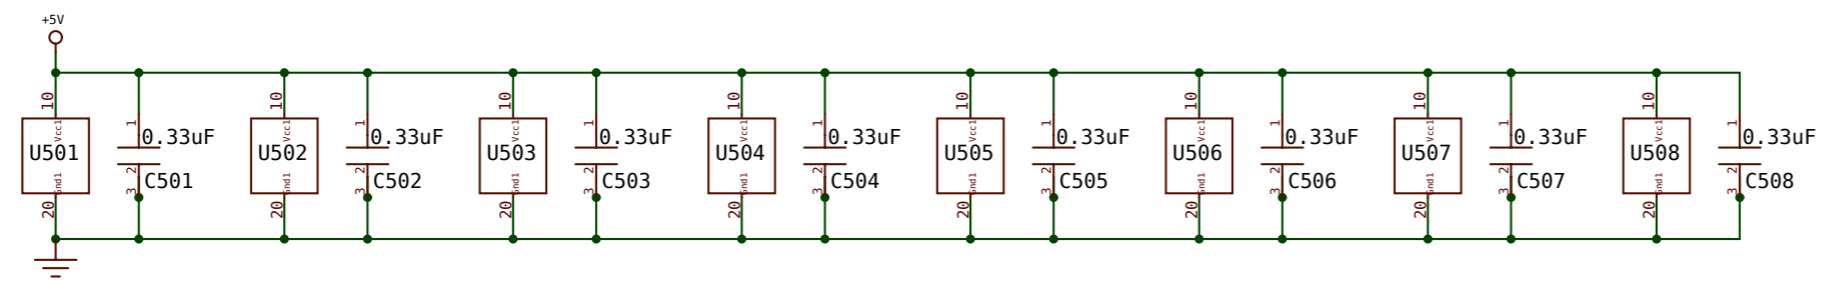 +5V
10 10 10 10 10 10 10 10
1 1 1 1 1 1 1 1
Vcc1 Vcc1 Vcc1 Vcc1 Vcc1 Vcc1 Vcc1 Vcc1
0.33uF 0.33uF 0.33uF 0.33uF 0.33uF 0.33uF 0.33uF 0.33uF
U501 U502 U503 U504 U505 U506 U507 U508
2 2 2 2 2 2 2 2
C501 C502 C503 C504 C505 C506 C507 C508
Gnd1 Gnd1 Gnd1 Gnd1 Gnd1 Gnd1 Gnd1 Gnd1
3 3 3 3 3 3 3 3
20 20 20 20 20 20 20 20